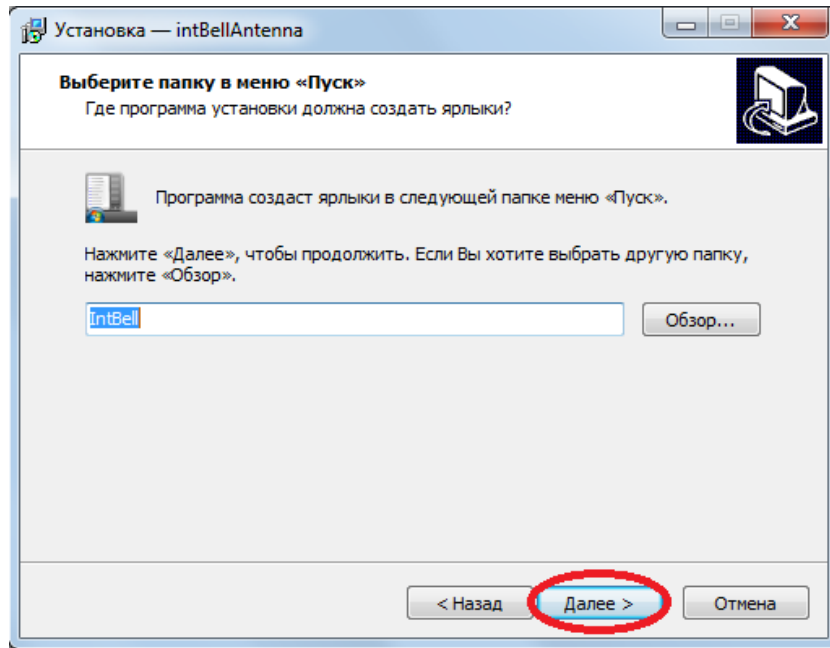 Установка — intBellAntenna
Выберите папку в меню «Пуск»
Где программа установки должна создать ярлыки?
Программа создаст ярлыки в следующей папке меню «Пуск».
Нажмите «Далее», чтобы продолжить. Если Вы хотите выбрать другую папку,
нажмите «Обзор».
IntBell
Обзор...
< Назад
Далее >
Отмена